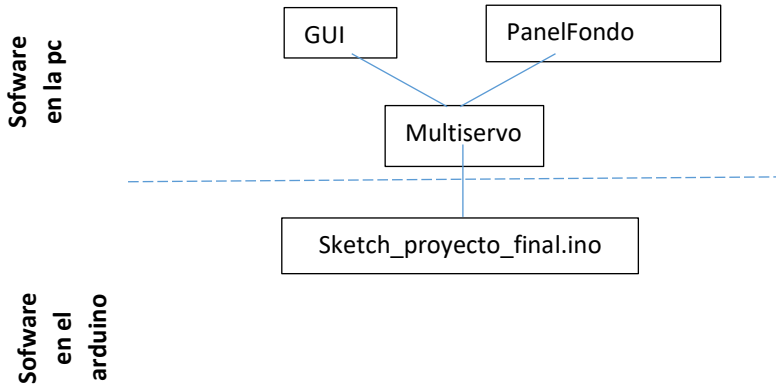 Sofware
en la pc
GUI
PanelFondo
Multiservo
Sketch_proyecto_final.ino
Sofware
en el
arduino